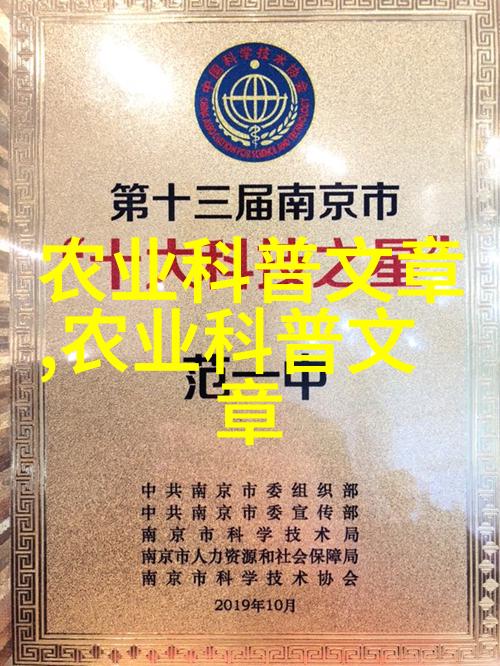 中国科学技术协会
CHINA ASSOCIATION FOR SCIENCE AND TECHNOLOGY
第十三届南京市
农业科普文章
,农业科普文
章
中共南京市委组织部
中共南京市委宣传部
南京市科学技术局
南京市人力资源和社会保障局
南京市科学技术协会
2019年10月